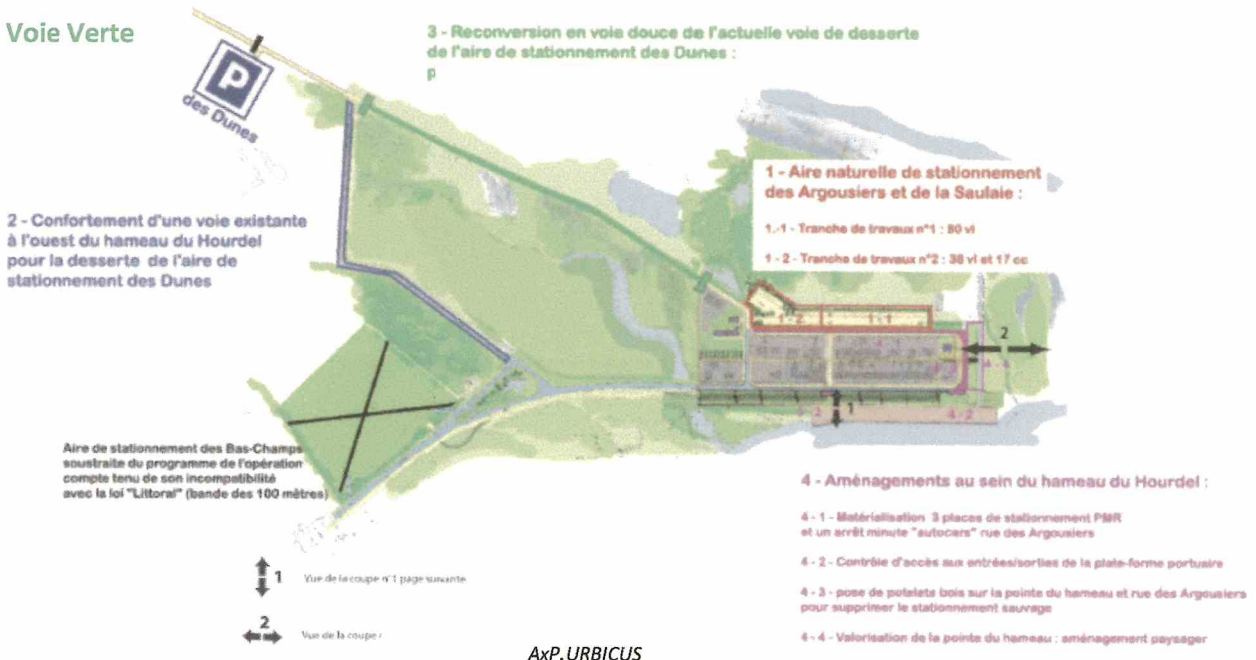 Voie Verte
P
des Dunes
3 - Reconversion en voie douce de l'actuelle voie de desserte
de l'aire de stationnement des Dunes :
p
1 - Aire naturelle de stationnement
des Argousiers et de la Saulaie :
1.-1 - Tranche de travaux n°1 : 80 vl
1 - 2 - Tranche de travaux n°2 : 38 vl et 17 cc
2 - Confortement d'une voie existante
à l'ouest du hameau du Hourdel
pour la desserte de l'aire de
stationnement des Dunes
1 - 2
1 - 1
2
1
4 - 2
Aire de stationnement des Bas-Champs
soustraite du programme de l'opération
compte tenu de son incompatibilité
avec la loi "Littoral" (bande des 100 mètres)
4 - Aménagements au sein du hameau du Hourdel :
4 - 1 - Matérialisation 3 places de stationnement PMR
et un arrêt minute "autocars" rue des Argousiers
4 - 2 - Contrôle d'accès aux entrées/sorties de la plate-forme portuaire
4 - 3 - pose de potelets bois sur la pointe du hameau et rue des Argousiers
pour supprimer le stationnement sauvage
4 - 4 - Valorisation de la pointe du hameau : aménagement paysager
1 Vue de la coupe n°1 page suivante
2 Vue de la coupe
AxP.URBICUS